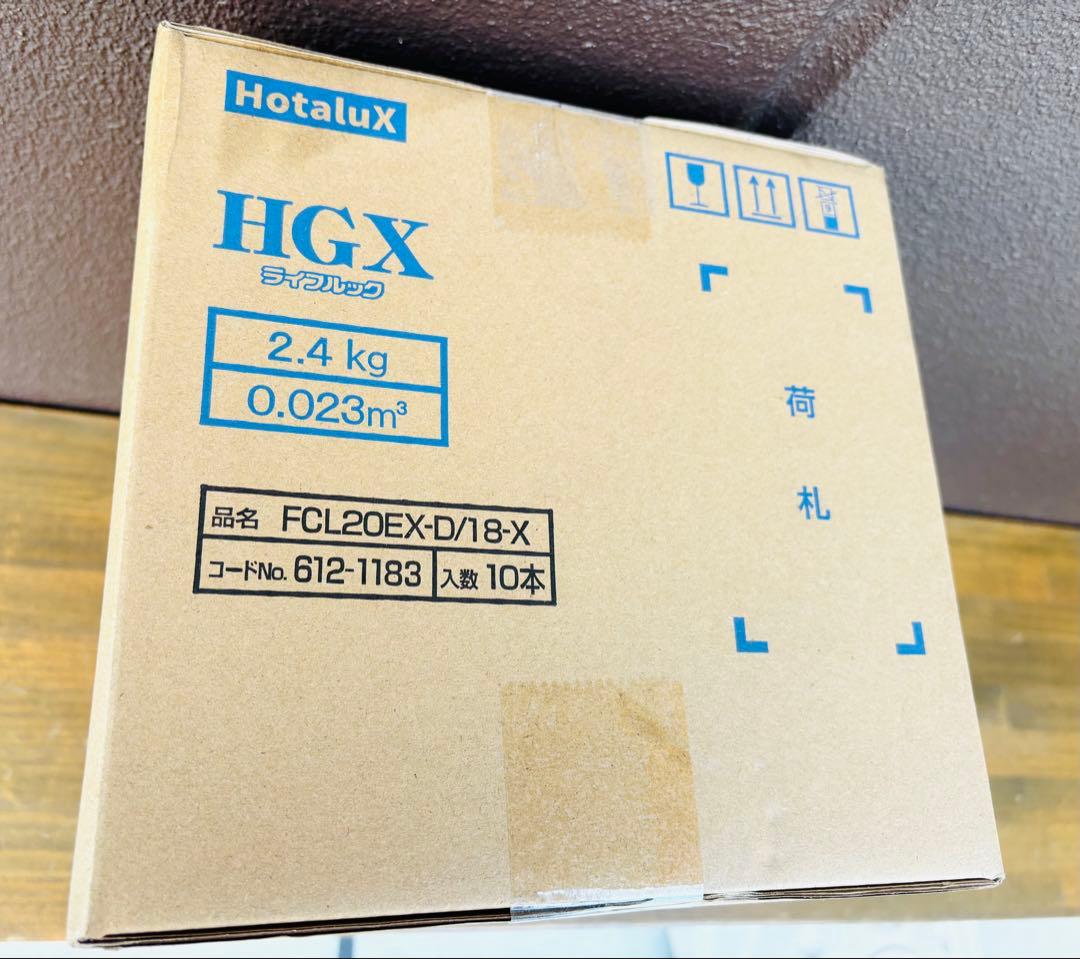 HotaluX
HGX
ライフルック
2.4 kg
0.023m³
品名 FCL20EX-D/18-X
コードNo. 612-1183 入数 10本
荷
札